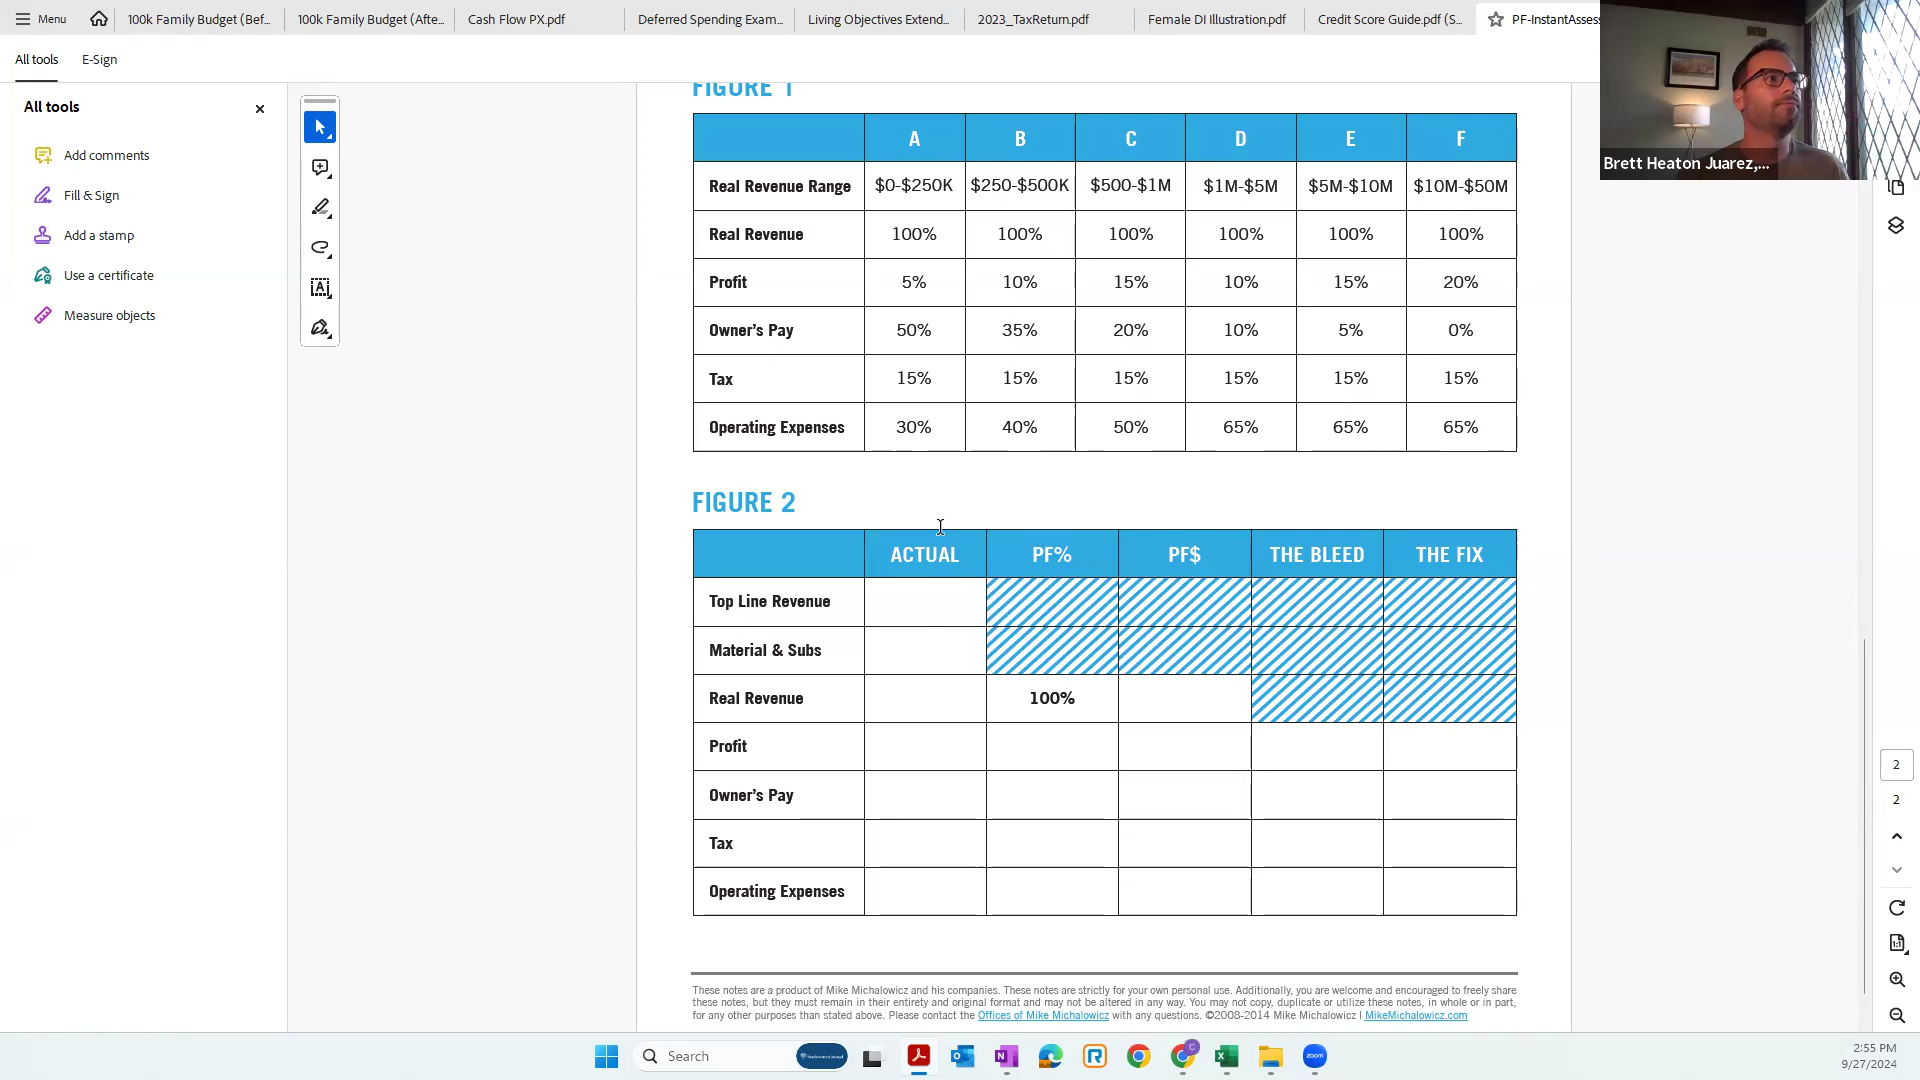 Menu
100k Family Budget (Bef...
100k Family Budget (Afte...
Cash Flow PX.pdf
Deferred Spending Exam...
Living Objectives Extend...
2023_TaxReturn.pdf
Female DI Illustration.pdf
Credit Score Guide.pdf (S...
PF-InstantAsses
All tools
E-Sign
All tools
Add comments
Fill & Sign
Add a stamp
Use a certificate
Measure objects
Brett Heaton Juarez,...
FIGURE 1
A B C D E F
Real Revenue Range $0-$250K $250-$500K $500-$1M $1M-$5M $5M-$10M $10M-$50M
Real Revenue 100% 100% 100% 100% 100% 100%
Profit 5% 10% 15% 10% 15% 20%
Owner's Pay 50% 35% 20% 10% 5% 0%
Tax 15% 15% 15% 15% 15% 15%
Operating Expenses 30% 40% 50% 65% 65% 65%
FIGURE 2
ACTUAL PF% PF$ THE BLEED THE FIX
Top Line Revenue
Material & Subs
Real Revenue 100%
Profit
Owner's Pay
Tax
Operating Expenses
These notes are a product of Mike Michalowicz and his companies. These notes are strictly for your own personal use. Additionally, you are welcome and encouraged to freely share
these notes, but they must remain in their entirety and original format and may not be altered in any way. You may not copy, duplicate or utilize these notes, in whole or in part,
for any other purposes than stated above. Please contact the Offices of Mike Michalowicz with any questions. ©2008-2014 Mike Michalowicz | MikeMichalowicz.com
2
2
Search
zoom
2:55 PM
9/27/2024